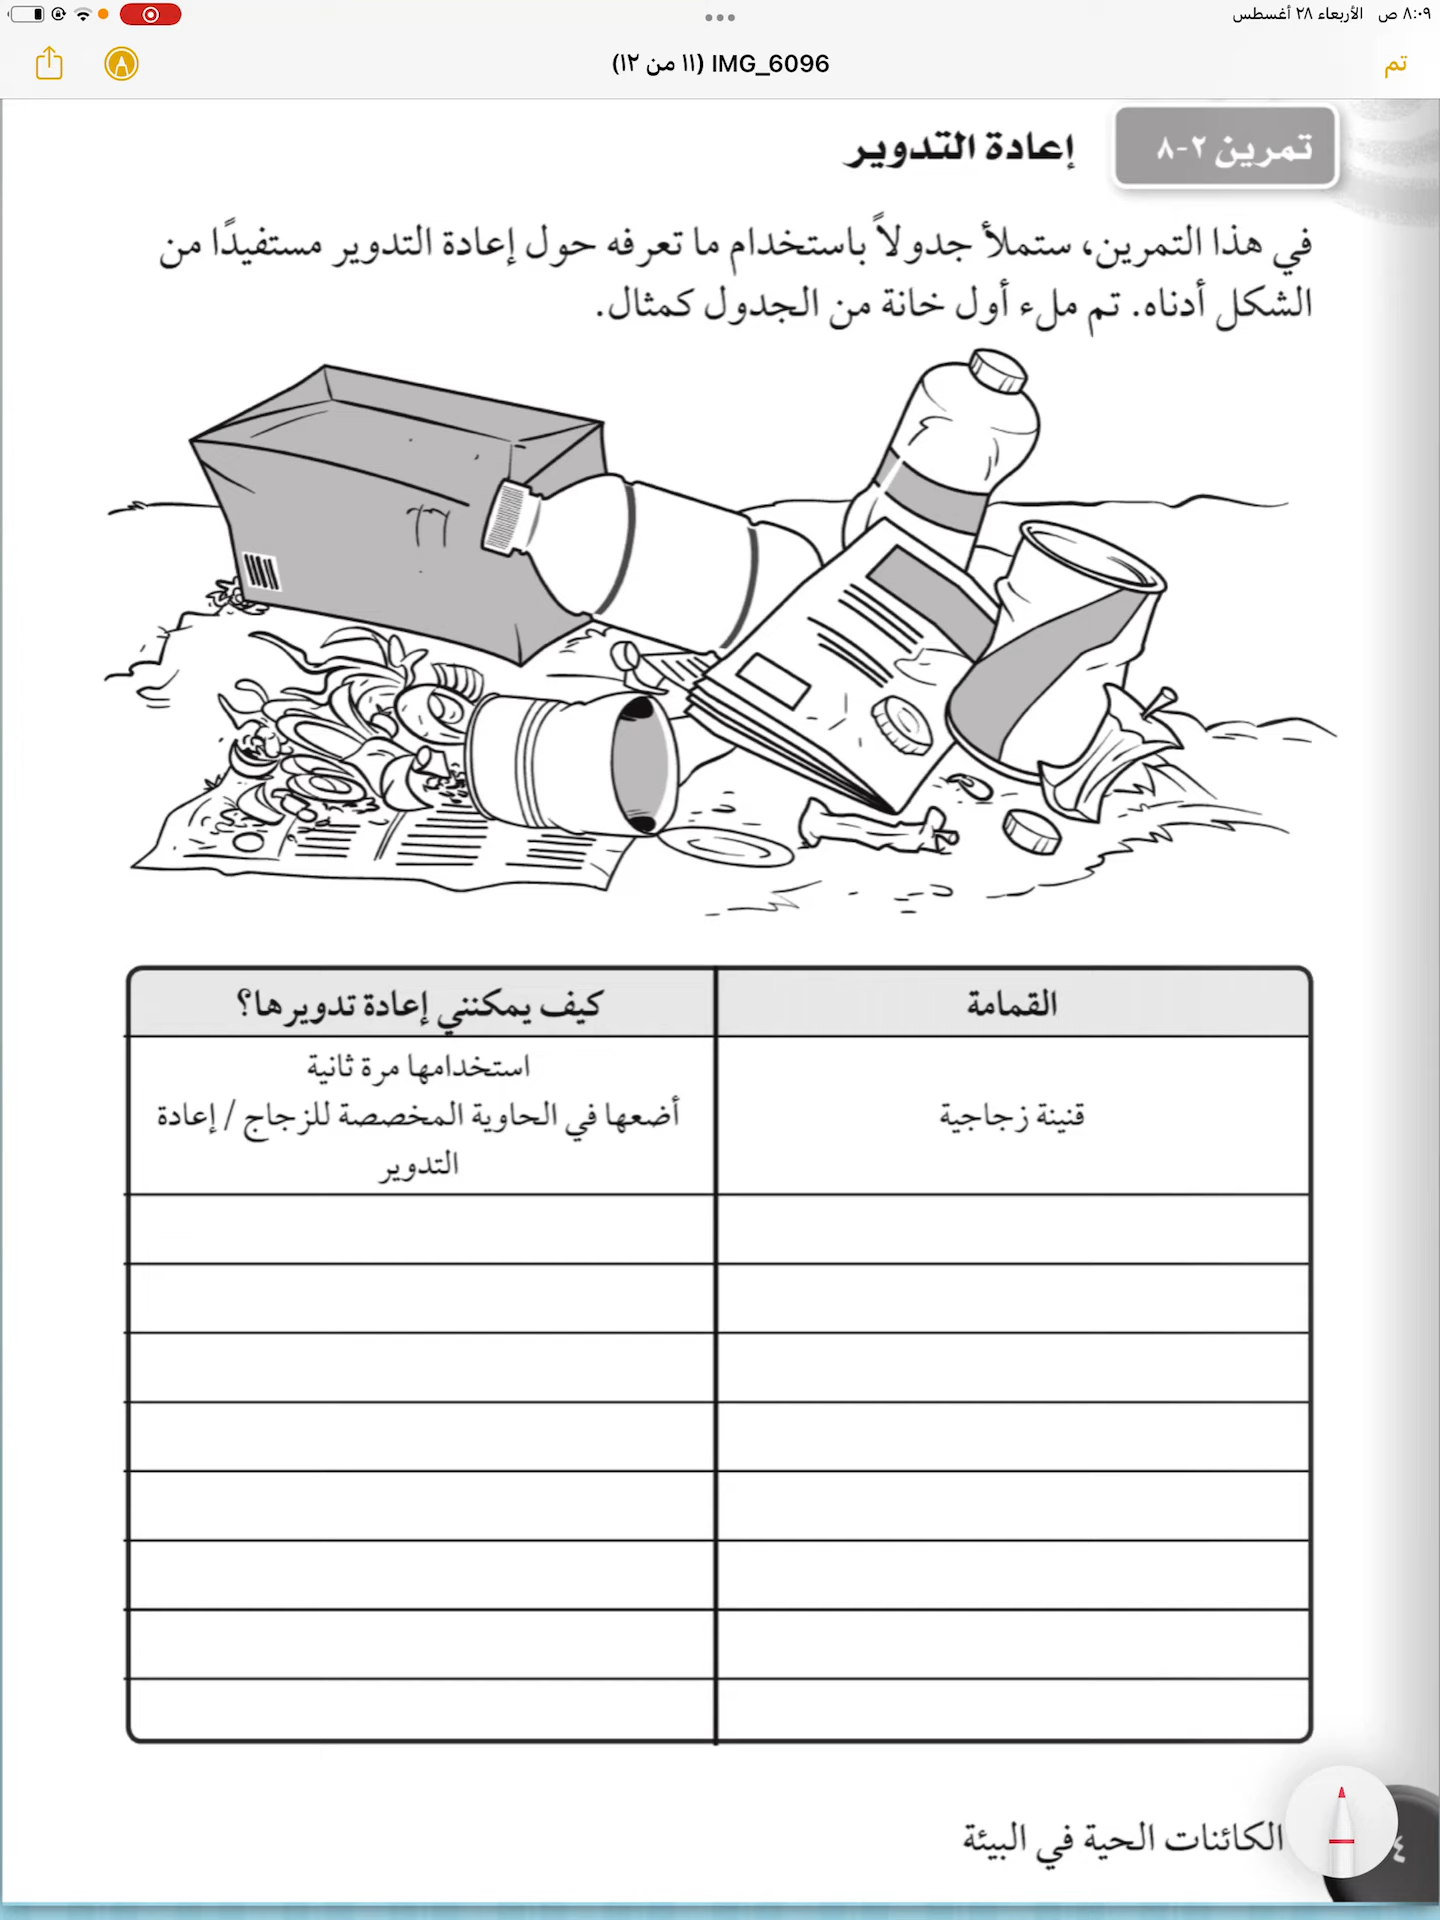 ٨:٠٩ ص الأربعاء ٢٨ أغسطس
تم
IMG_6096 (١١ من ١٢)
تمرين ٢-٨
إعادة التدوير
في هذا التمرين، ستملأ جدولاً باستخدام ما تعرفه حول إعادة التدوير مستفيدًا من
الشكل أدناه. تم ملء أول خانة من الجدول كمثال.
القمامة
كيف يمكنني إعادة تدويرها؟
قنينة زجاجية
استخدامها مرة ثانية
أضعها في الحاوية المخصصة للزجاج / إعادة
التدوير
الكائنات الحية في البيئة